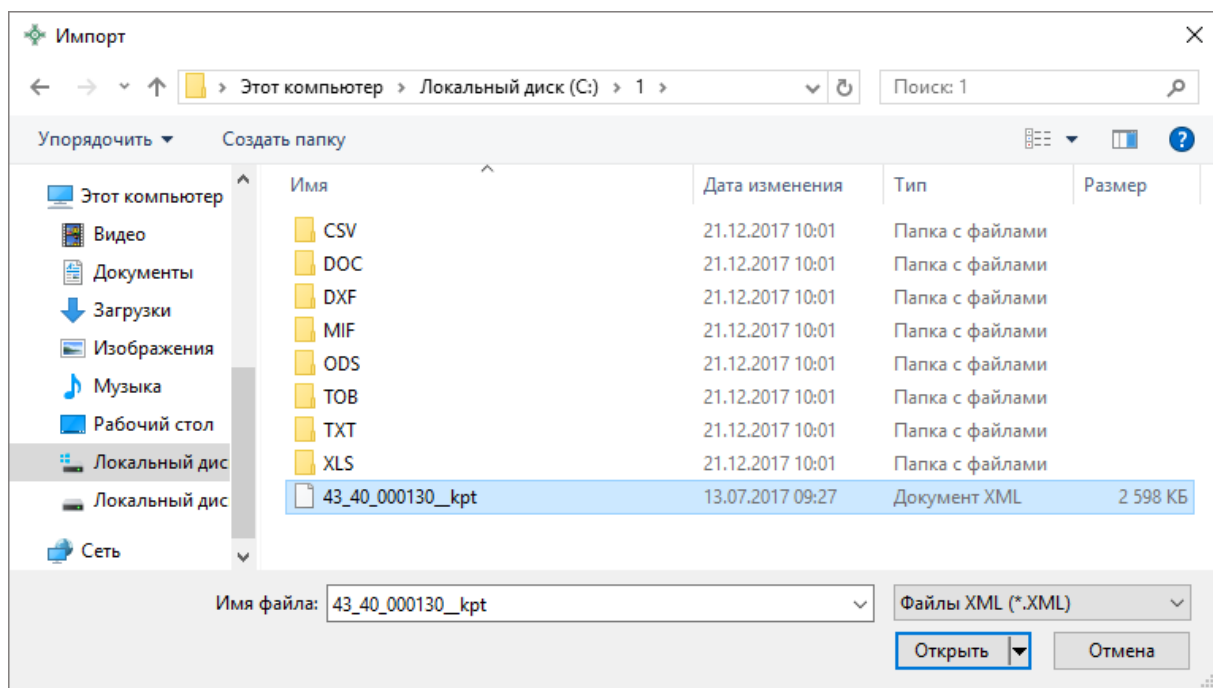 Импорт
Этот компьютер > Локальный диск (C:) > 1 >
Поиск: 1
Упорядочить
Создать папку
Имя
Дата изменения
Тип
Размер
Этот компьютер
Видео
Документы
Загрузки
Изображения
Музыка
Рабочий стол
Локальный дис
Локальный дис
Сеть
CSV 21.12.2017 10:01 Папка с файлами
DOC 21.12.2017 10:01 Папка с файлами
DXF 21.12.2017 10:01 Папка с файлами
MIF 21.12.2017 10:01 Папка с файлами
ODS 21.12.2017 10:01 Папка с файлами
TOB 21.12.2017 10:01 Папка с файлами
TXT 21.12.2017 10:01 Папка с файлами
XLS 21.12.2017 10:01 Папка с файлами
43_40_000130__kpt 13.07.2017 09:27 Документ XML 2 598 КБ
Имя файла: 43_40_000130__kpt
Файлы XML (*.XML)
Открыть
Отмена